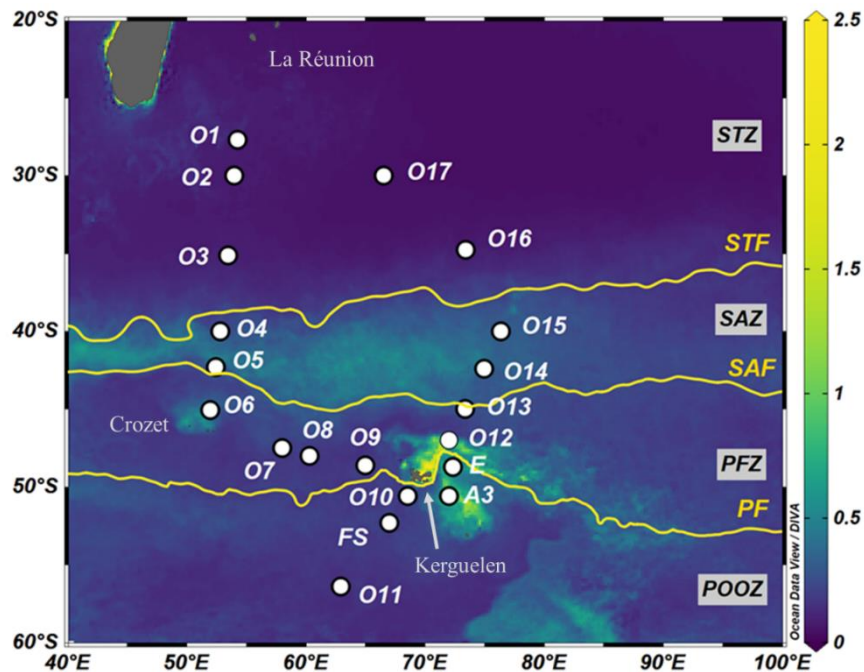 20°S
30°S
40°S
50°S
60°S
40°E
50°E
60°E
70°E
80°E
90°E
100°E
La Réunion
O1
O2
O17
STZ
O3
O16
STF
O4
O15
SAZ
O5
O14
SAF
O6
O13
Crozet
O7
O8
O9
O12
E
PFZ
O10
A3
PF
FS
Kerguelen
O11
POOZ
Ocean Data View / DIVA
2.5
2
1.5
1
0.5
0